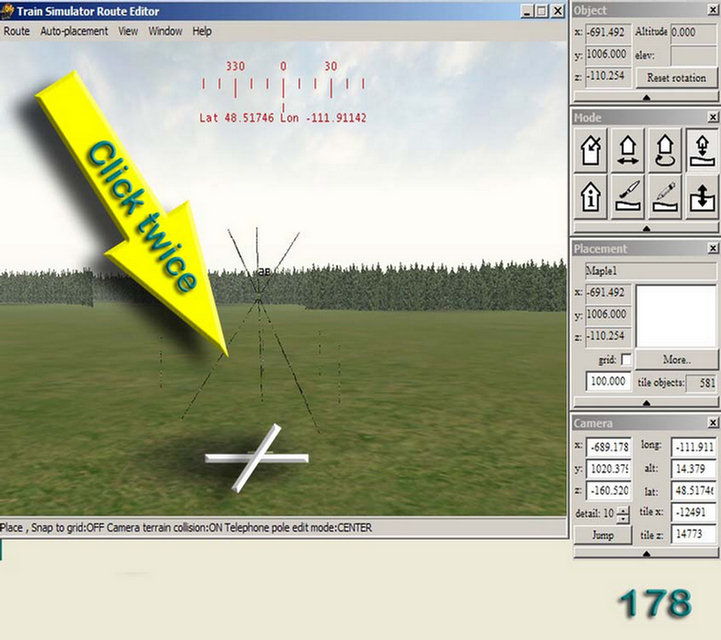 Train Simulator Route Editor
Route Auto-placement View Window Help
330 0 30
Lat 48.51746 Lon -111.91142
Click twice
28
Place , Snap to grid:OFF Camera terrain collision:ON Telephone pole edit mode:CENTER
Object
x: -691.492 Altitude 0.000
y: 1006.000 elev:
z: -110.254 Reset rotation
Mode
Placement
Maple1
x: -691.492
y: 1006.000
z: -110.254
grid: More..
100.000 tile objects: 581
Camera
x: -689.178 long: -111.911
y: 1020.379 alt: 14.379
z: -160.520 lat: 48.5174
detail: 10 tile x: -12491
Jump tile z: 14773
178